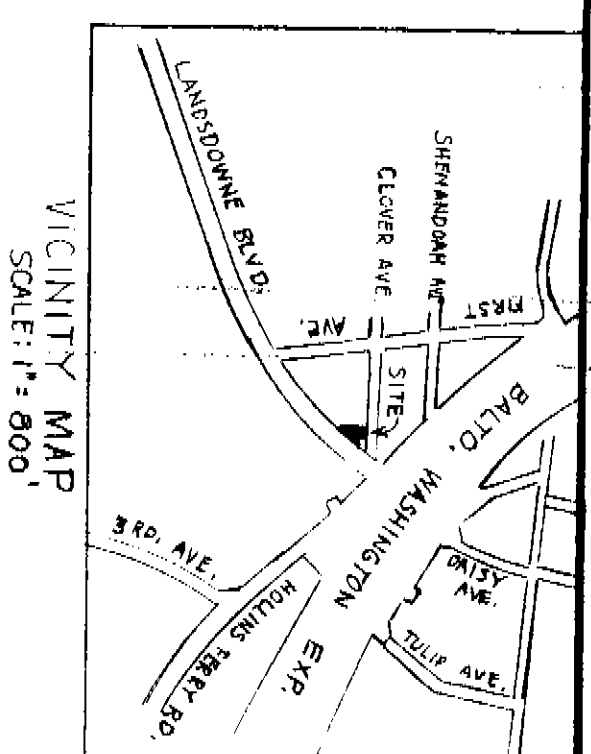 LANDSDOWNE BLVD.
SHENANDOAH AVE
CLOVER AVE.
FIRST AVE.
SITE
BALTO. WASHINGTON EXP.
DAISY AVE.
TULIP AVE.
3RD. AVE.
HOLLINS FERRY RD.
VICINITY MAP
SCALE: 1" = 800'